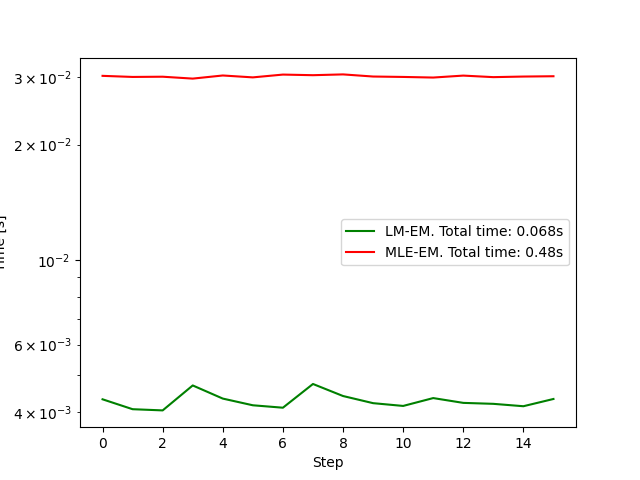 3 × 10⁻²
2 × 10⁻²
10⁻²
6 × 10⁻³
4 × 10⁻³
LM-EM. Total time: 0.068s
MLE-EM. Total time: 0.48s
0 2 4 6 8 10 12 14
Step